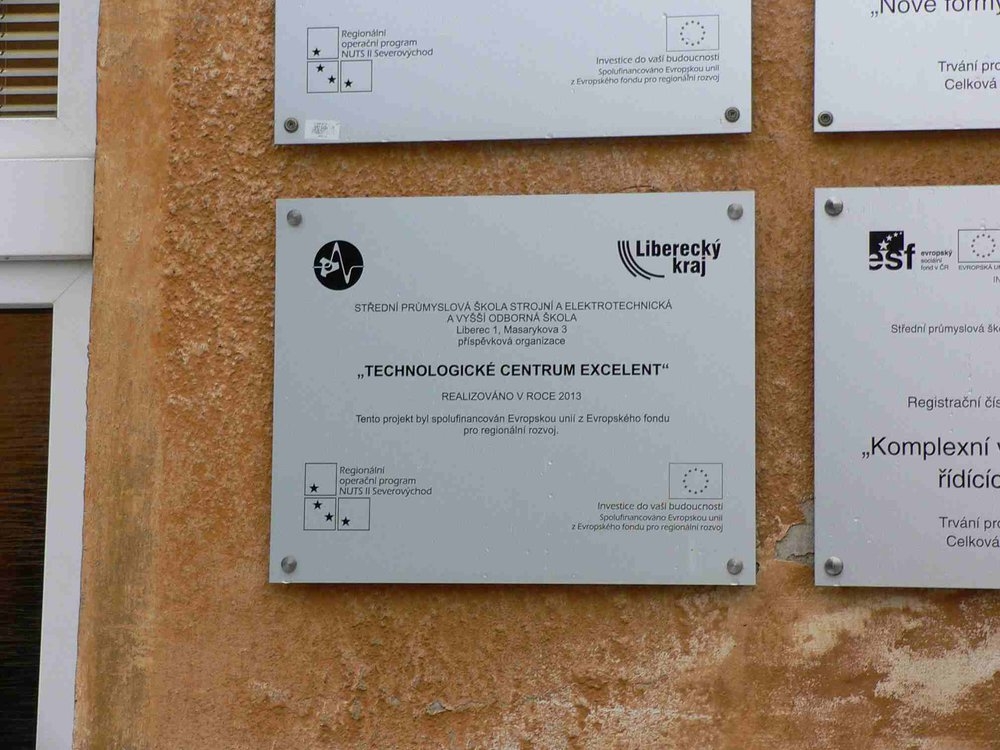 Regionální
operační program
NUTS II Severovýchod
Investice do vaší budoucnosti
Spolufinancováno Evropskou unií
z Evropského fondu pro regionální rozvoj
„Nové formy
Trvání pro
Celková
Liberecký
kraj
STŘEDNÍ PRŮMYSLOVÁ ŠKOLA STROJNÍ A ELEKTROTECHNICKÁ
A VYŠŠÍ ODBORNÁ ŠKOLA
Liberec 1, Masarykova 3
příspěvková organizace
„TECHNOLOGICKÉ CENTRUM EXCELENT“
REALIZOVÁNO V ROCE 2013
Tento projekt byl spolufinancován Evropskou unií z Evropského fondu
pro regionální rozvoj.
Regionální
operační program
NUTS II Severovýchod
Investice do vaší budoucnosti
Spolufinancováno Evropskou unií
z Evropského fondu pro regionální rozvoj
esf
evropský
sociální
fond v ČR
EVROPSKÁ U
IN
Střední průmyslová ško
Registrační čís
„Komplexní v
řídící
Trvání pro
Celková